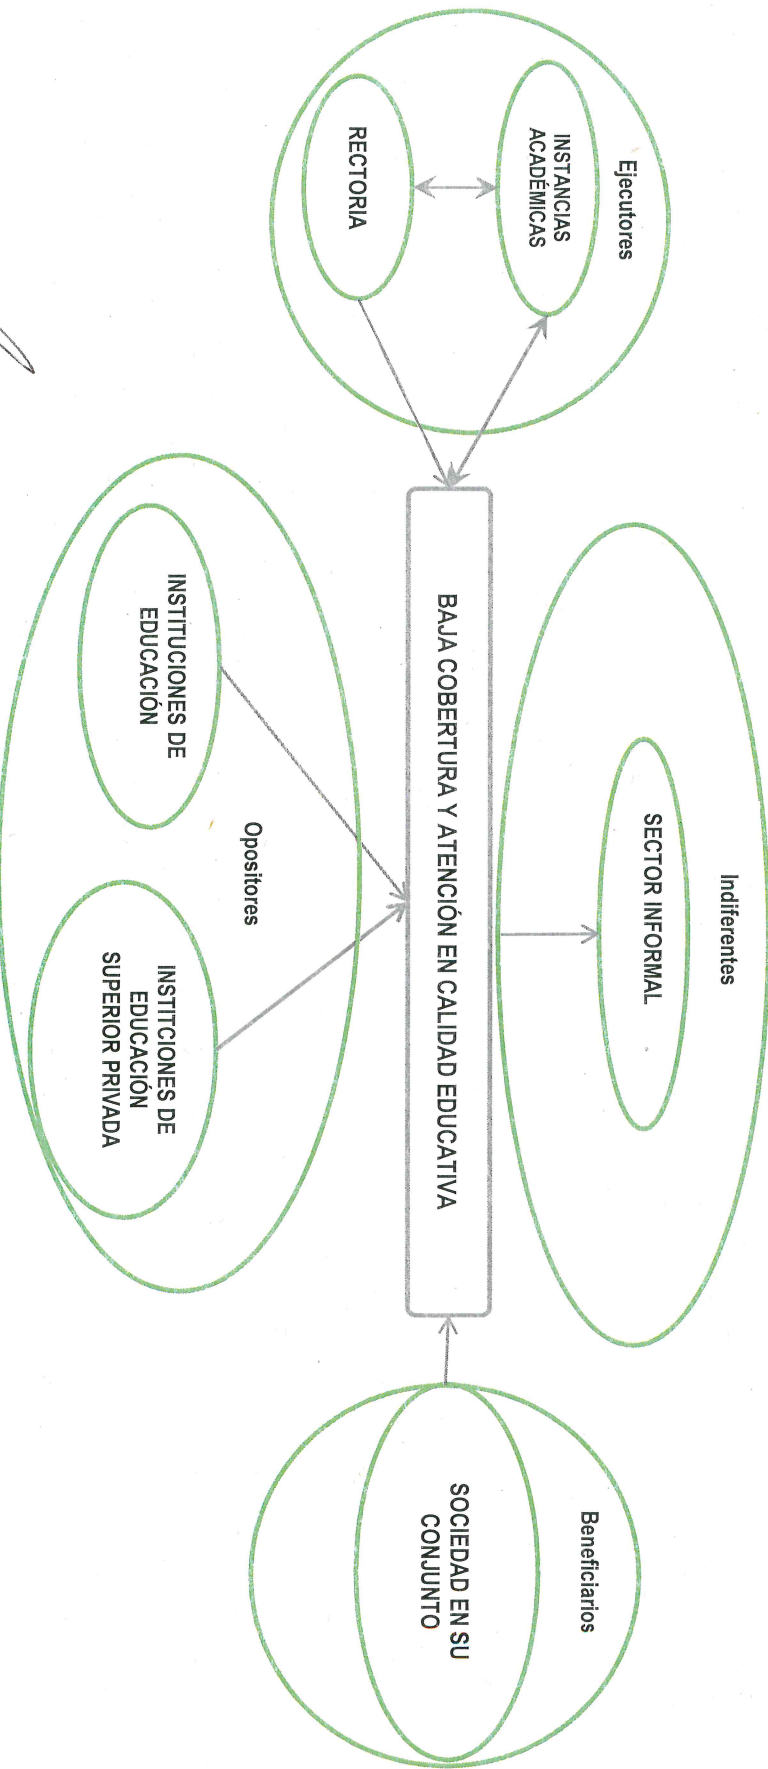 Indiferentes
SECTOR INFORMAL
Ejecutores
INSTANCIAS
ACADÉMICAS
RECTORIA
BAJA COBERTURA Y ATENCIÓN EN CALIDAD EDUCATIVA
Beneficiarios
SOCIEDAD EN SU
CONJUNTO
Opositores
INSTITUCIONES DE
EDUCACIÓN
INSTITCIONES DE
EDUCACIÓN
SUPERIOR PRIVADA